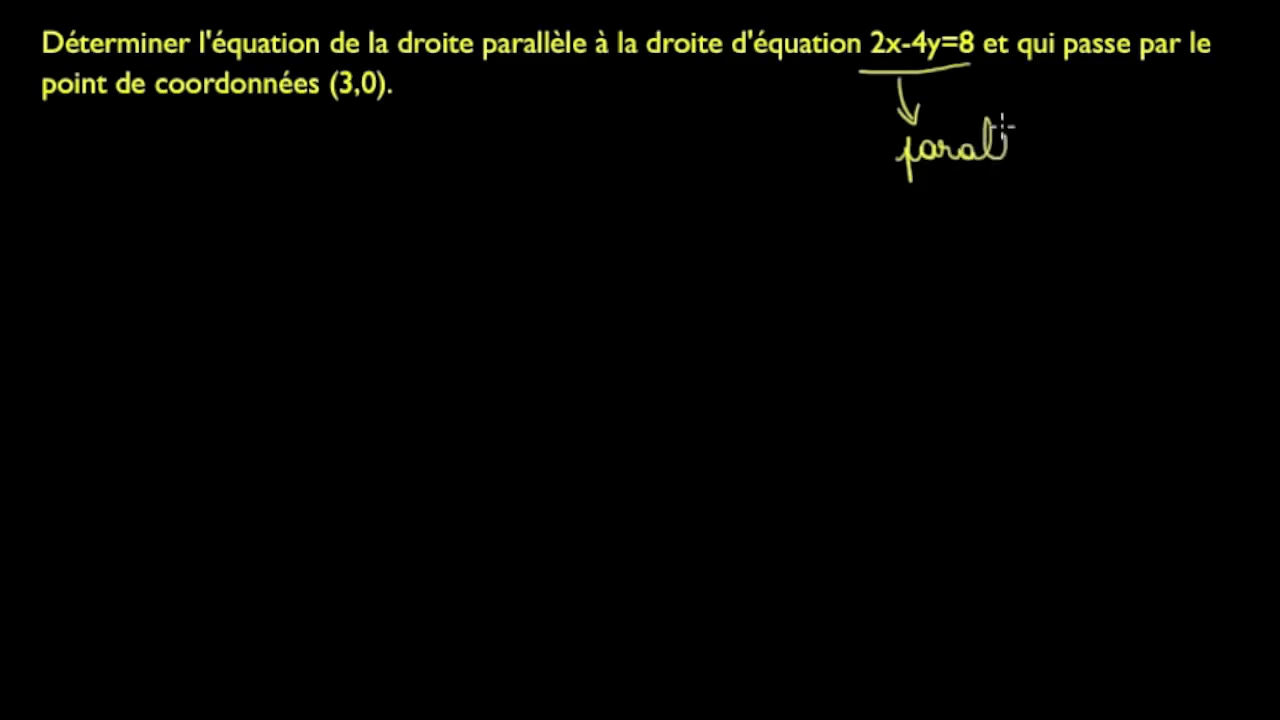 Déterminer l'équation de la droite parallèle à la droite d'équation 2x-4y=8 et qui passe par le
point de coordonnées (3,0).
paral